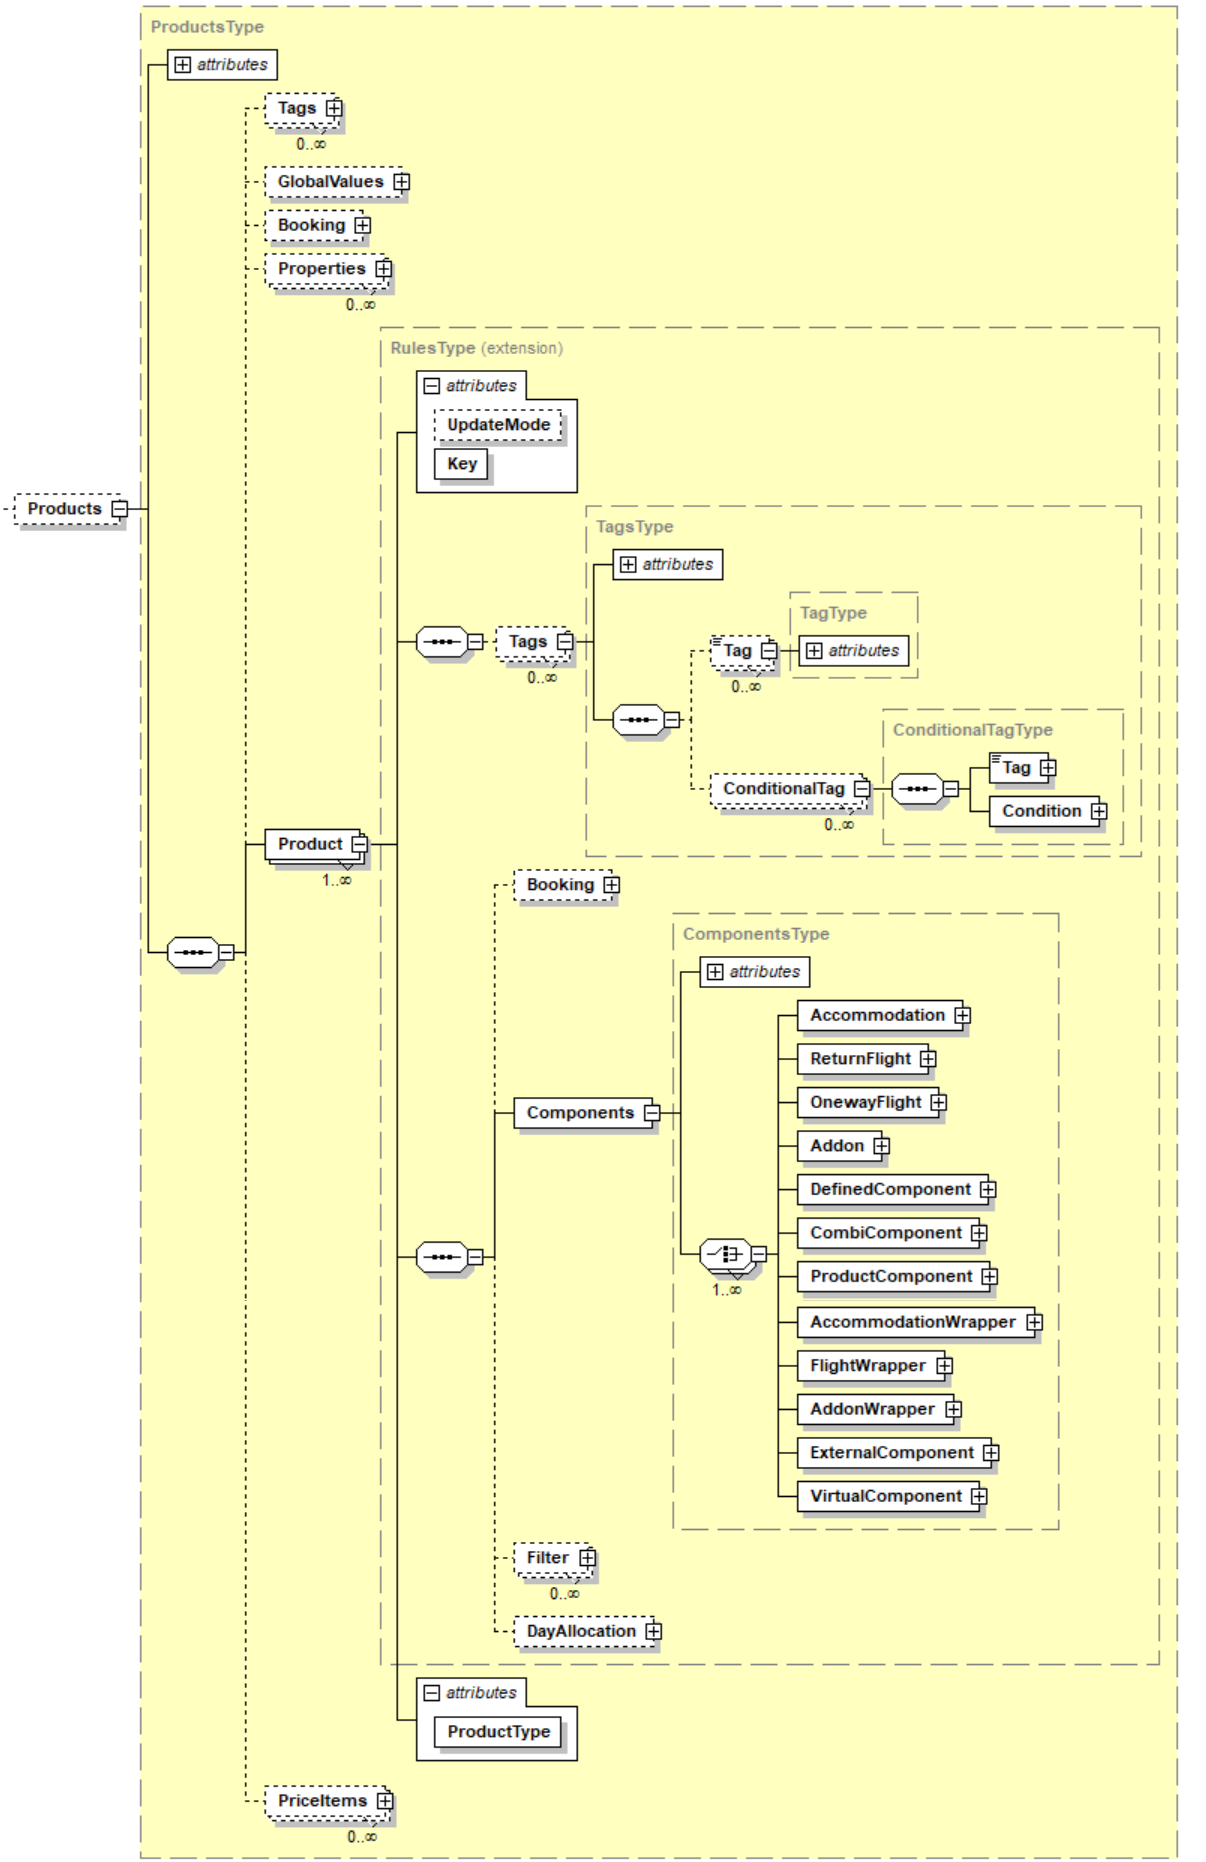 ProductsType
attributes
Tags
0..∞
GlobalValues
Booking
Properties
0..∞
RulesType (extension)
attributes
UpdateMode
Key
Products
TagsType
attributes
TagType
Tags
0..∞
Tag
attributes
0..∞
ConditionalTagType
Tag
ConditionalTag
0..∞
Condition
Product
1..∞
Booking
ComponentsType
attributes
Accommodation
ReturnFlight
OnewayFlight
Components
Addon
DefinedComponent
CombiComponent
ProductComponent
1..∞
AccommodationWrapper
FlightWrapper
AddonWrapper
ExternalComponent
VirtualComponent
Filter
0..∞
DayAllocation
attributes
ProductType
PriceItems
0..∞